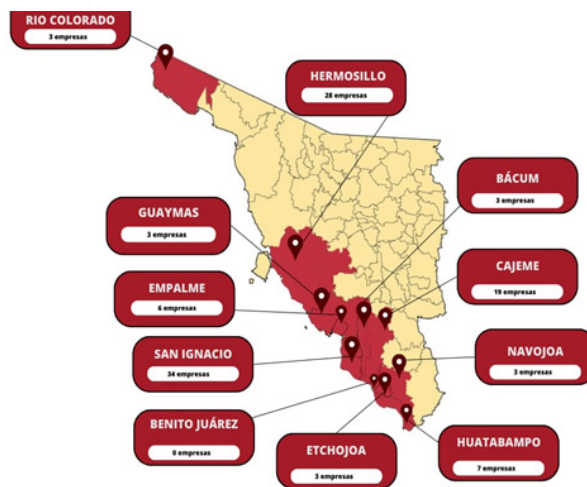 RIO COLORADO
3 empresas
HERMOSILLO
28 empresas
BÁCUM
3 empresas
GUAYMAS
3 empresas
CAJEME
19 empresas
EMPALME
6 empresas
SAN IGNACIO
34 empresas
NAVOJOA
3 empresas
BENITO JUÁREZ
0 empresas
ETCHOJOA
3 empresas
HUATABAMPO
7 empresas